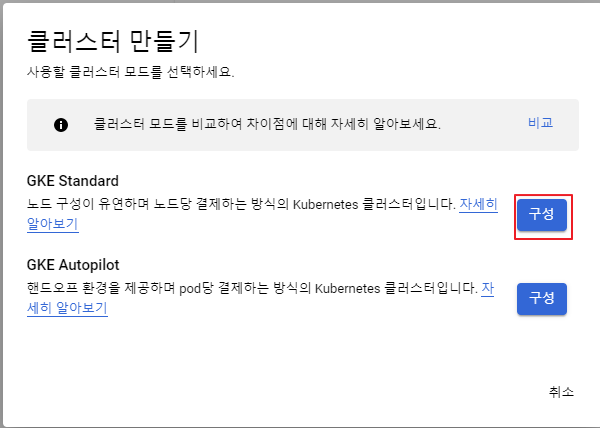 클러스터 만들기
사용할 클러스터 모드를 선택하세요.
클러스터 모드를 비교하여 차이점에 대해 자세히 알아보세요.
비교
GKE Standard
노드 구성이 유연하며 노드당 결제하는 방식의 Kubernetes 클러스터입니다. 자세히
알아보기
구성
GKE Autopilot
핸드오프 환경을 제공하며 pod당 결제하는 방식의 Kubernetes 클러스터입니다. 자
세히 알아보기
구성
취소